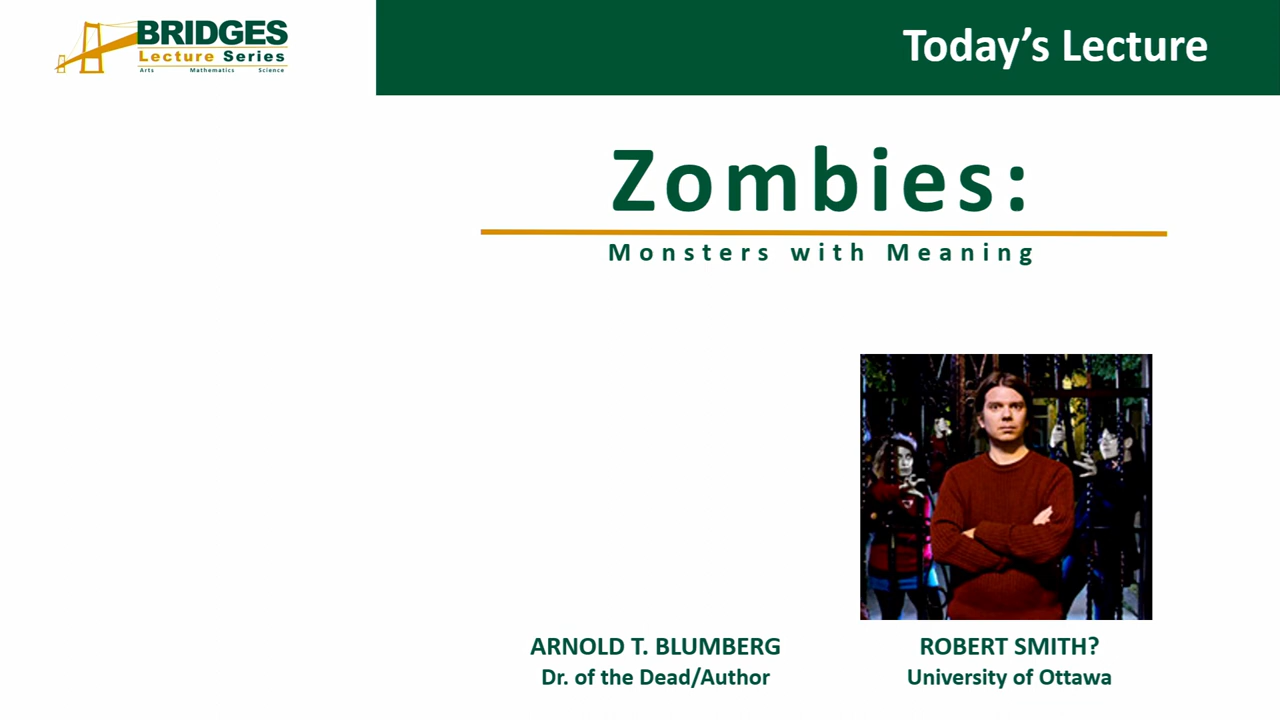 BRIDGES
Lecture Series
Arts Mathematics Science
Today’s Lecture
Zombies:
Monsters with Meaning
ARNOLD T. BLUMBERG
Dr. of the Dead/Author
ROBERT SMITH?
University of Ottawa